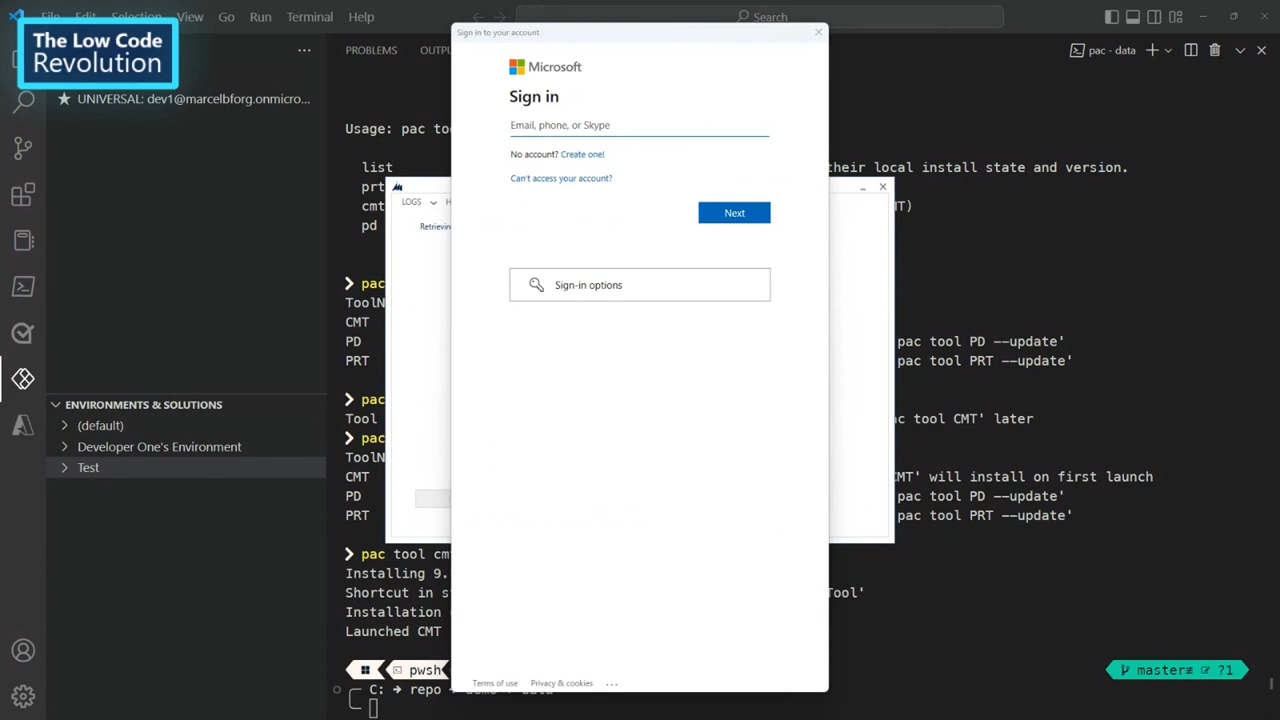 File Edit Selection View Go Run Terminal Help
Search
The Low Code
Revolution
PROBLEMS
pac - data
UNIVERSAL: dev1@marcelbforg.onmicro...
ENVIRONMENTS & SOLUTIONS
(default)
Developer One's Environment
Test
Usage: pac
list
their local install state and version.
prt
cmt
MT)
pd
pac
CMT
PD
pac tool PD --update'
PRT
pac tool PRT --update'
pac
Tool
pac tool CMT' later
pac
CMT
CMT' will install on first launch
PD
pac tool PD --update'
PRT
pac tool PRT --update'
pac tool
Installing 9.
Shortcut in
Tool'
Installation
Launched CMT
pwsh
master
?1
C: → repo
LOGS
Sign in to your account
Microsoft
Sign in
Email, phone, or Skype
No account? Create one!
Can't access your account?
Next
Sign-in options
Terms of use Privacy & cookies ...